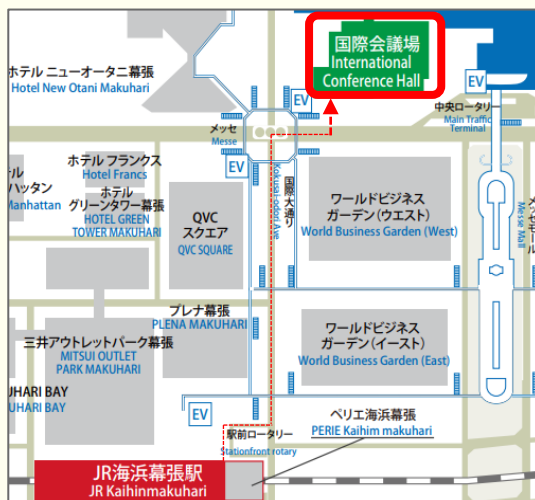 国際会議場
International
Conference Hall
ホテル ニューオータニ幕張
Hotel New Otani Makuhari
EV
EV
中央ロータリー
Main Traffic
Terminal
メッセ
Messe
EV
ホテル フランクス
Hotel Francs
ル
ハッタン
Manhattan
ホテル
グリーンタワー幕張
HOTEL GREEN
TOWER MAKUHARI
QVC
スクエア
QVC SQUARE
国際大通り
Kokusai-odori Ave
ワールドビジネス
ガーデン(ウエスト)
World Business Garden (West)
メッセモール
Messe Mall
プレナ幕張
PLENA MAKUHARI
三井アウトレットパーク幕張
MITSUI OUTLET
PARK MAKUHARI
ワールドビジネス
ガーデン(イースト)
World Business Garden (East)
UHARI BAY
UHARI BAY
EV
駅前ロータリー
Stationfront rotary
ペリエ海浜幕張
PERIE Kaihim makuhari
JR海浜幕張駅
JR Kaihinmakuhari